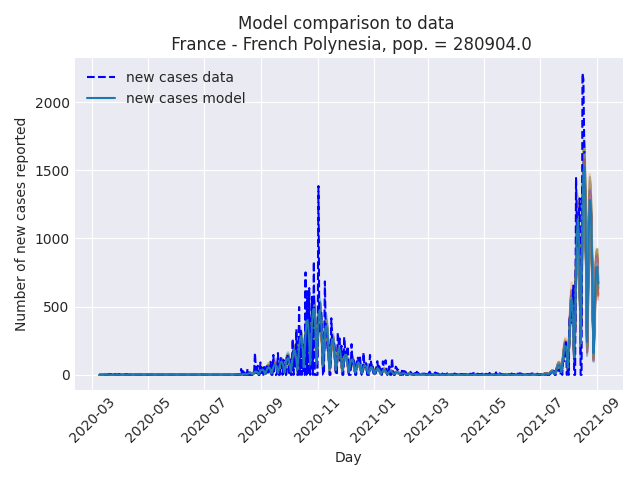 Model comparison to data
France - French Polynesia, pop. = 280904.0
new cases data
new cases model
Number of new cases reported
2000
1500
1000
500
0
2020-03
2020-05
2020-07
2020-09
2020-11
2021-01
2021-03
2021-05
2021-07
2021-09
Day